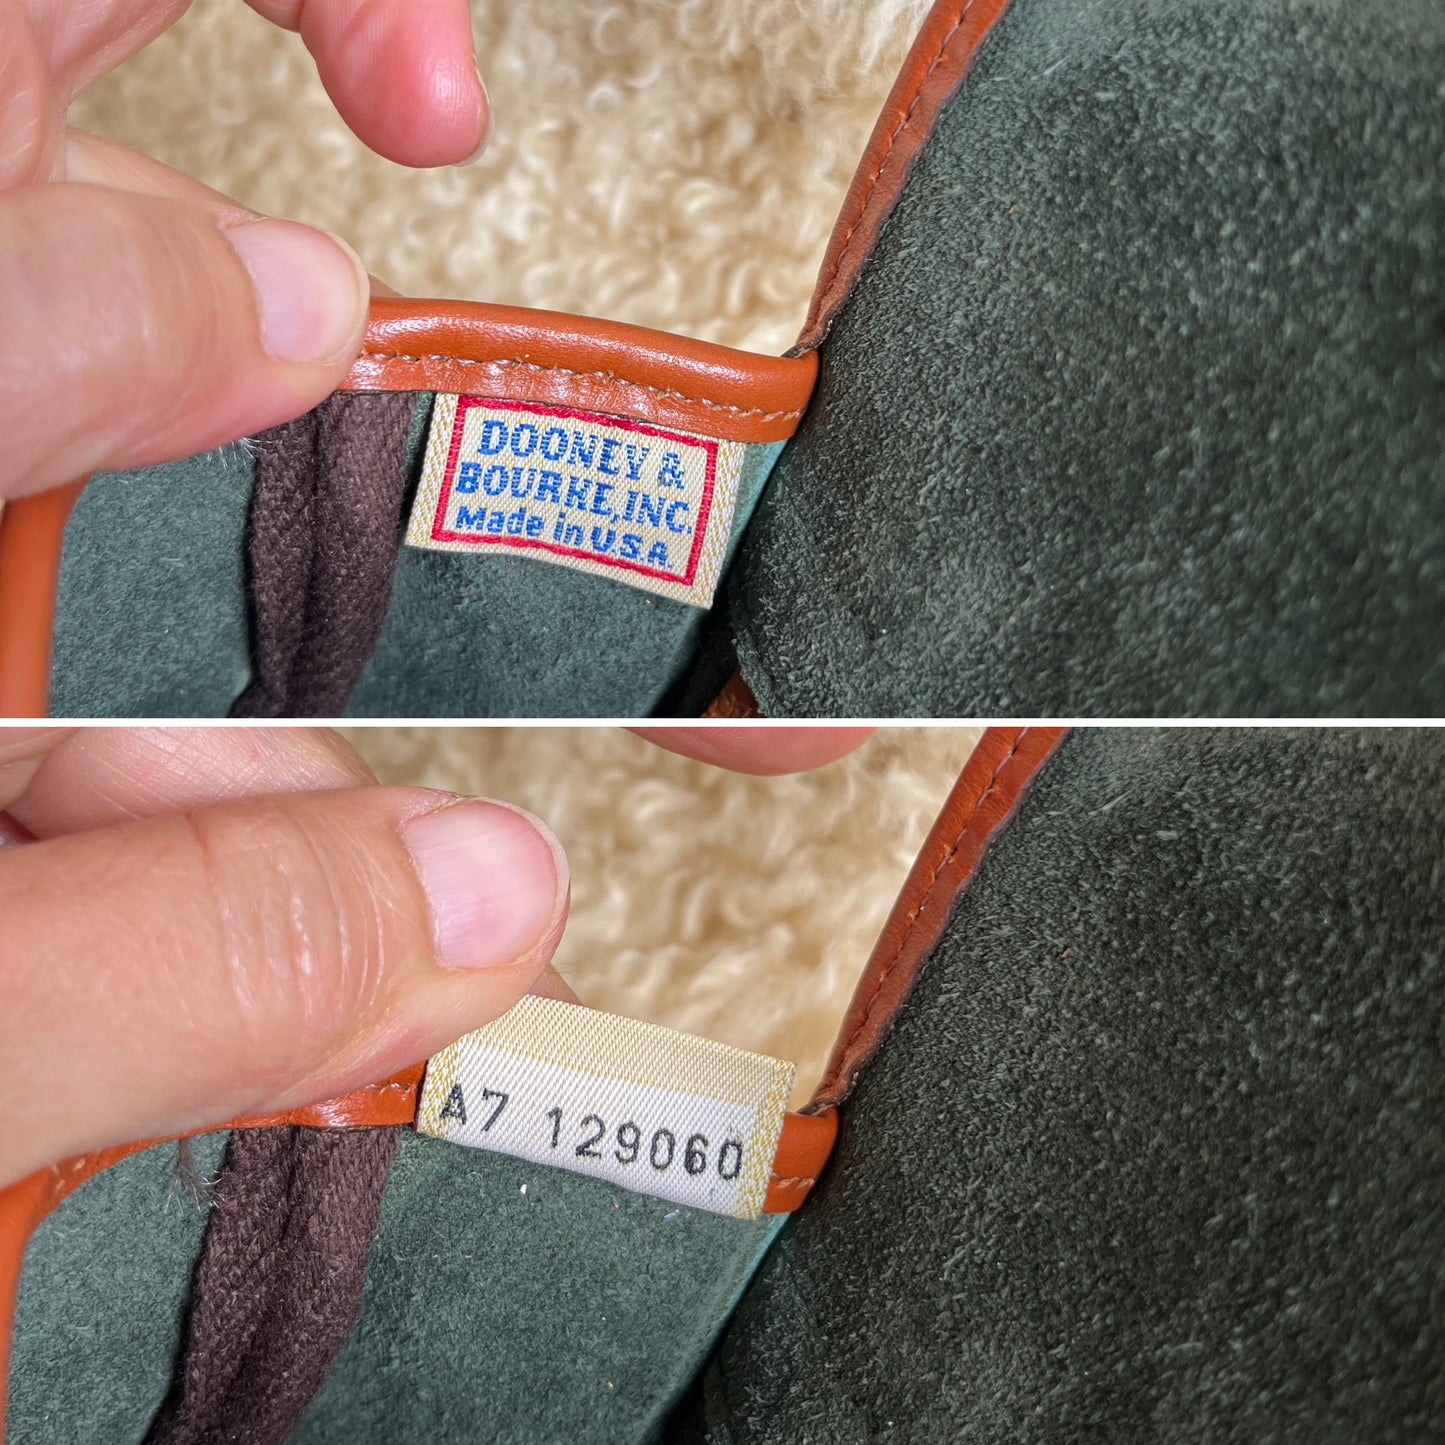 DOONEY &
BOURKE, INC.
Made in U.S.A.
A7 129060